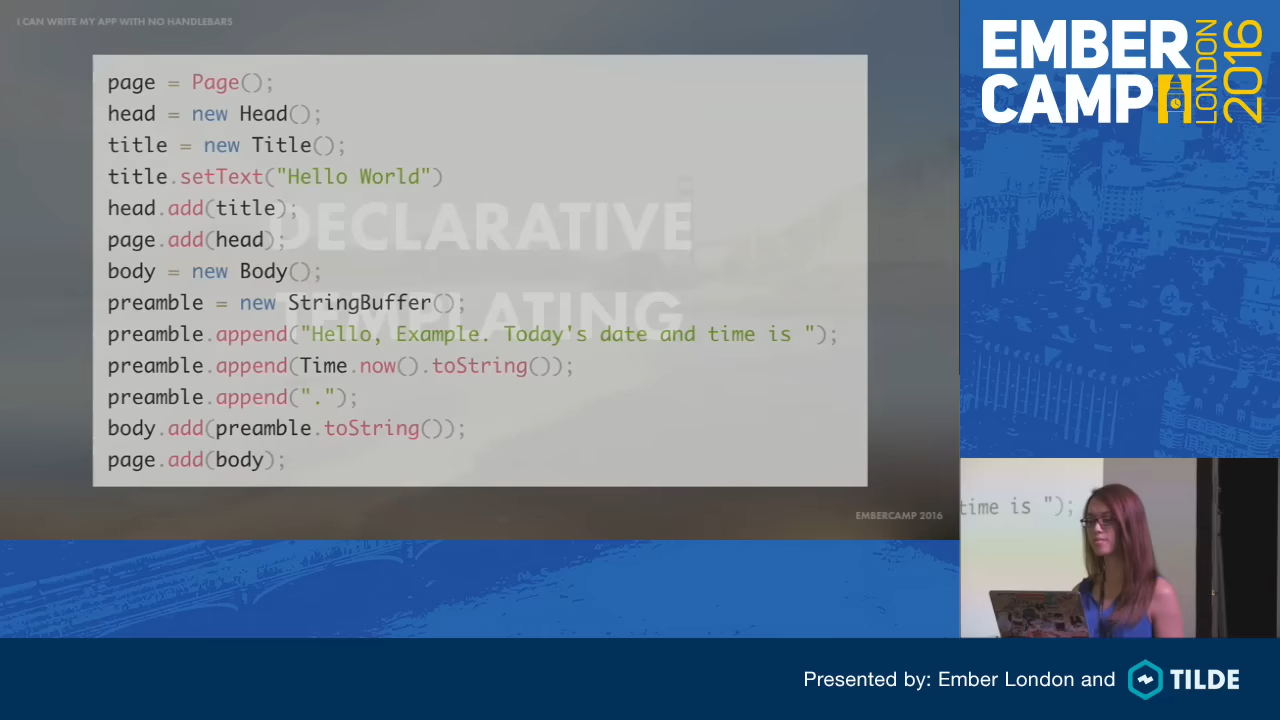 I CAN WRITE MY APP WITH NO HANDLEBARS
page = Page();
head = new Head();
title = new Title();
title.setText("Hello World")
head.add(title);
page.add(head);
body = new Body();
preamble = new StringBuffer();
preamble.append("Hello, Example. Today's date and time is ");
preamble.append(Time.now().toString());
preamble.append(".");
body.add(preamble.toString());
page.add(body);
DECLARATIVE
TEMPLATING
EMBERCAMP 2016
EMBER
CAMP
LONDON
2016
time is ");
Presented by: Ember London and TILDE